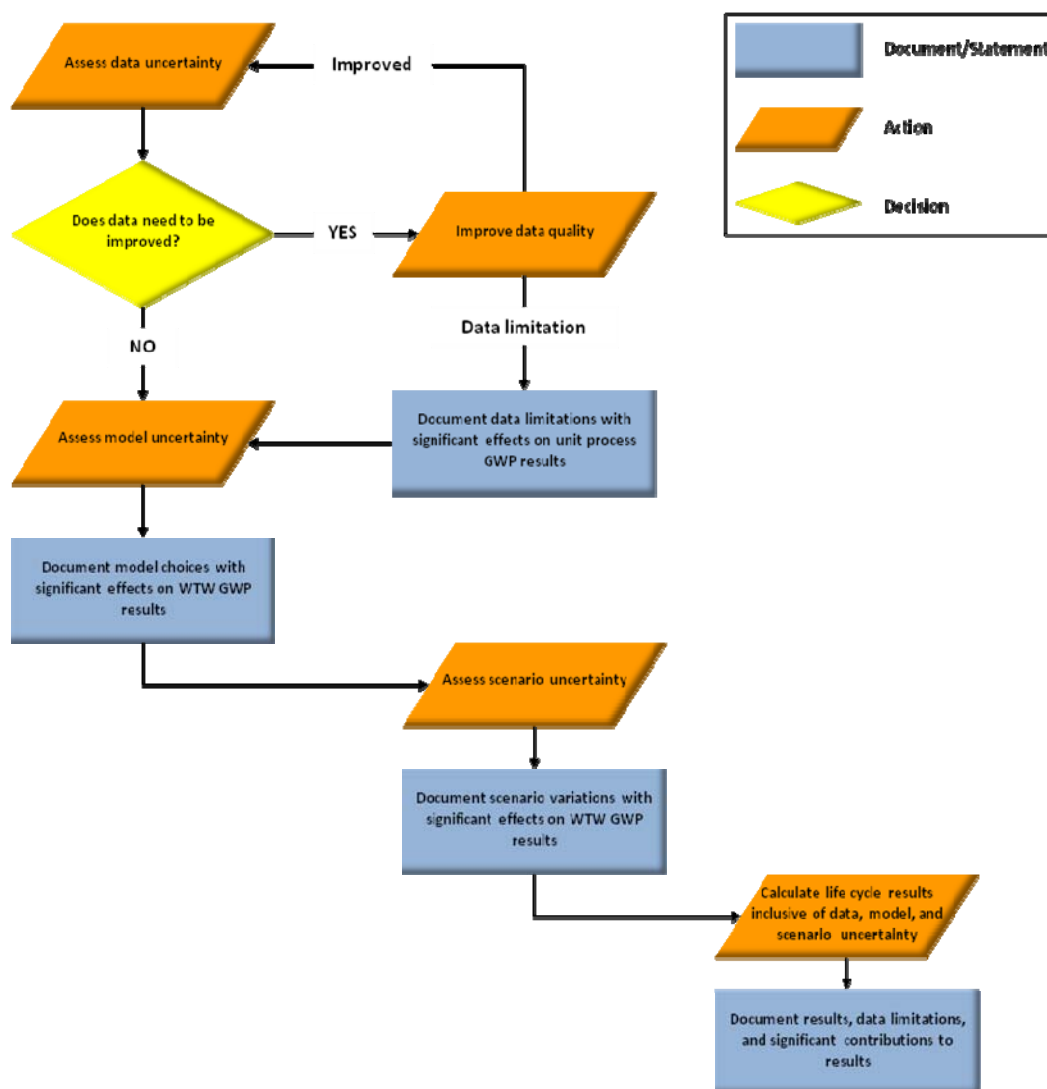 Assess data uncertainty
Improved
Document/Statement
Action
Does data need to be
improved?
YES
Improve data quality
Decision
NO
Data limitation
Assess model uncertainty
Document data limitations with
significant effects on unit process
GWP results
Document model choices with
significant effects on WTW GWP
results
Assess scenario uncertainty
Document scenario variations with
significant effects on WTW GWP
results
Calculate life cycle results
inclusive of data, model, and
scenario uncertainty
Document results, data limitations,
and significant contributions to
results